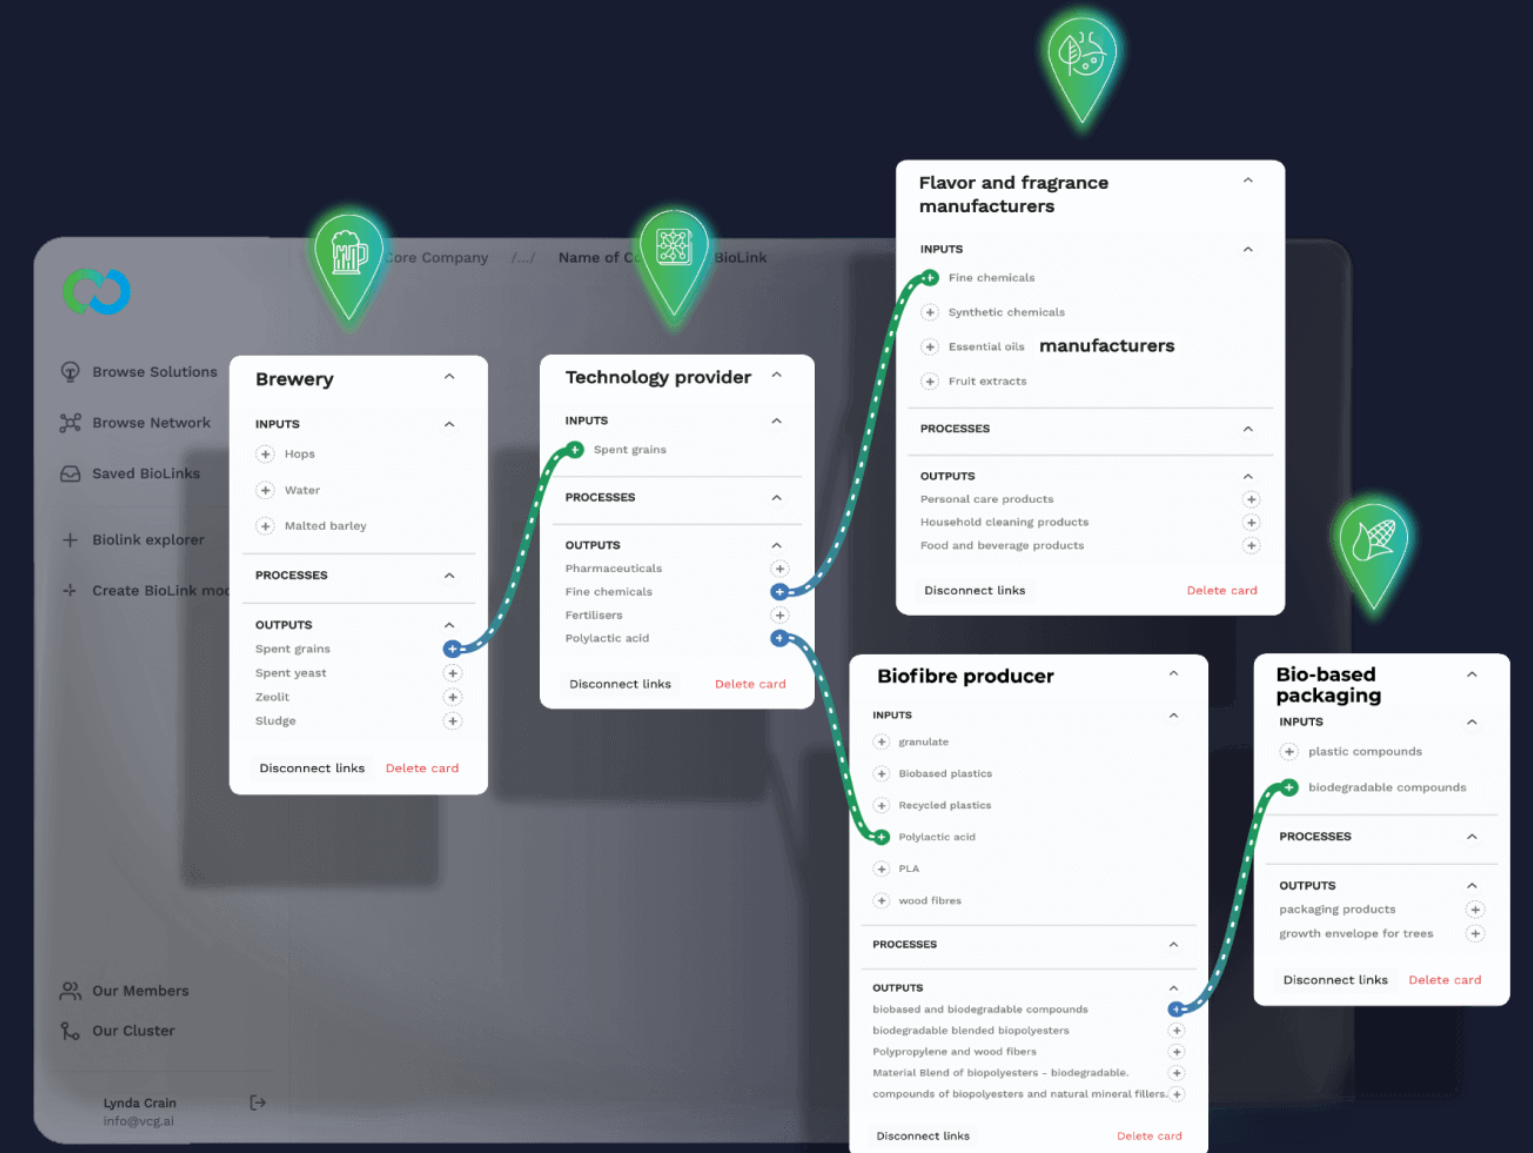 Core Company /.../ Name of Co BioLink
Browse Solutions
Browse Network
Saved BioLinks
Biolink explorer
Create BioLink mod
Our Members
Our Cluster
Lynda Crain
info@vcg.ai
Brewery
INPUTS
Hops
Water
Malted barley
PROCESSES
OUTPUTS
Spent grains
Spent yeast
Zeolit
Sludge
Disconnect links Delete card
Technology provider
INPUTS
Spent grains
PROCESSES
OUTPUTS
Pharmaceuticals
Fine chemicals
Fertilisers
Polylactic acid
Disconnect links Delete card
Flavor and fragrance
manufacturers
INPUTS
Fine chemicals
Synthetic chemicals
Essential oils manufacturers
Fruit extracts
PROCESSES
OUTPUTS
Personal care products
Household cleaning products
Food and beverage products
Disconnect links Delete card
Biofibre producer
INPUTS
granulate
Biobased plastics
Recycled plastics
Polylactic acid
PLA
wood fibres
PROCESSES
OUTPUTS
biobased and biodegradable compounds
biodegradable blended biopolyesters
Polypropylene and wood fibers
Material Blend of biopolyesters - biodegradable.
compounds of biopolyesters and natural mineral fillers.
Disconnect links Delete card
Bio-based
packaging
INPUTS
plastic compounds
biodegradable compounds
PROCESSES
OUTPUTS
packaging products
growth envelope for trees
Disconnect links Delete card